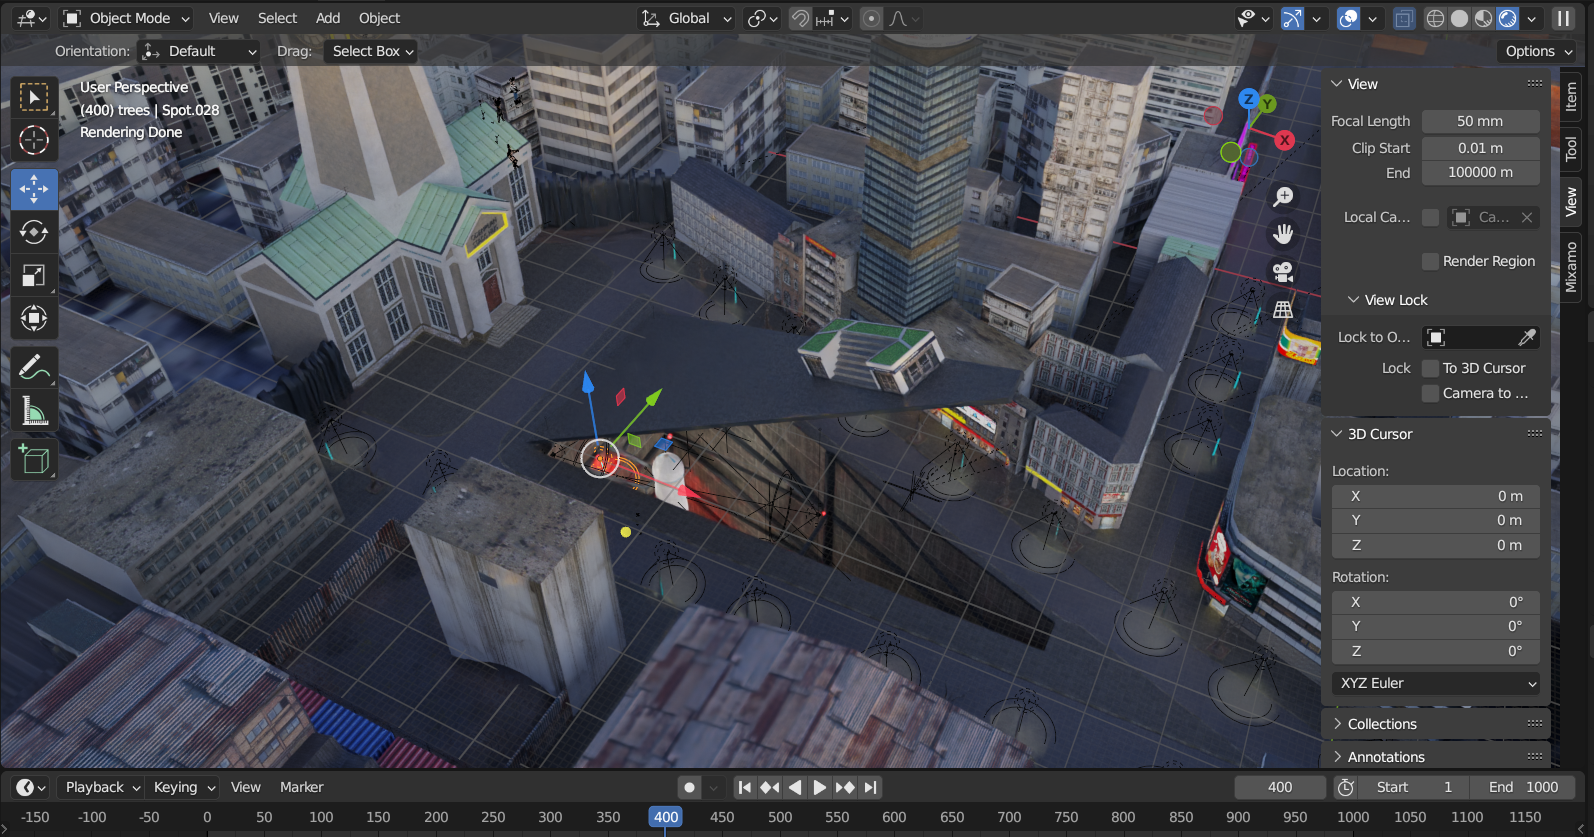 Object Mode View Select Add Object Global
Orientation: Default Drag: Select Box Options
User Perspective
(400) trees | Spot.028
Rendering Done
Z
Y
X
View
Focal Length 50 mm
Clip Start 0.01 m
End 100000 m
Local Ca... Ca...
Render Region
View Lock
Lock to O...
Lock To 3D Cursor
Camera to ...
3D Cursor
Location:
X 0 m
Y 0 m
Z 0 m
Rotation:
X 0°
Y 0°
Z 0°
XYZ Euler
Collections
Annotations
Item
Tool
View
Mixamo
Playback Keying View Marker 400 Start 1 End 1000
-150 -100 -50 0 50 100 150 200 250 300 350 400 450 500 550 600 650 700 750 800 850 900 950 1000 1050 1100 1150